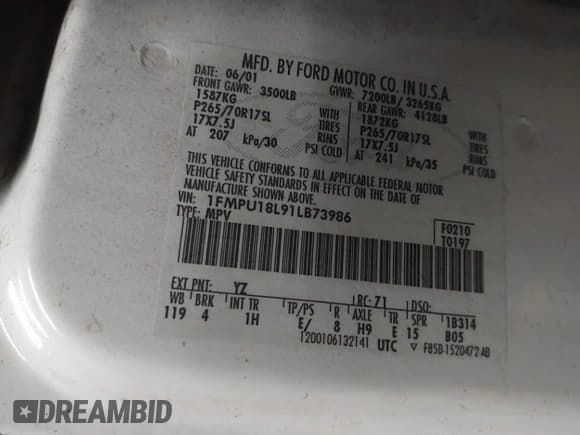 MFD. BY FORD MOTOR CO. IN U.S.A.
DATE: 06/01 GVWR: 7200LB/ 3265KG
FRONT GAWR: 3500LB REAR GAWR: 4128LB
1587KG WITH 1872KG WITH
P265/70R17SL TIRES P265/70R17SL TIRES
17X7.5J RIMS 17X7.5J RIMS
AT 207 kPa/30 PSI COLD AT 241 kPa/35 PSI COLD
THIS VEHICLE CONFORMS TO ALL APPLICABLE FEDERAL MOTOR
VEHICLE SAFETY STANDARDS IN EFFECT ON THE DATE OF
MANUFACTURE SHOWN ABOVE.
VIN: 1FMPU18L91LB73986 F0210
TYPE: MPV T0197
EXT PNT: YZ RC: 71 DSO:
WB BRK INT TR TP/PS R AXLE TR SPR 1B314
119 4 1H E/ 8 H9 E 15 B05
T200106132141 UTC ▽ F85B-1520472-AB
DREAMBID